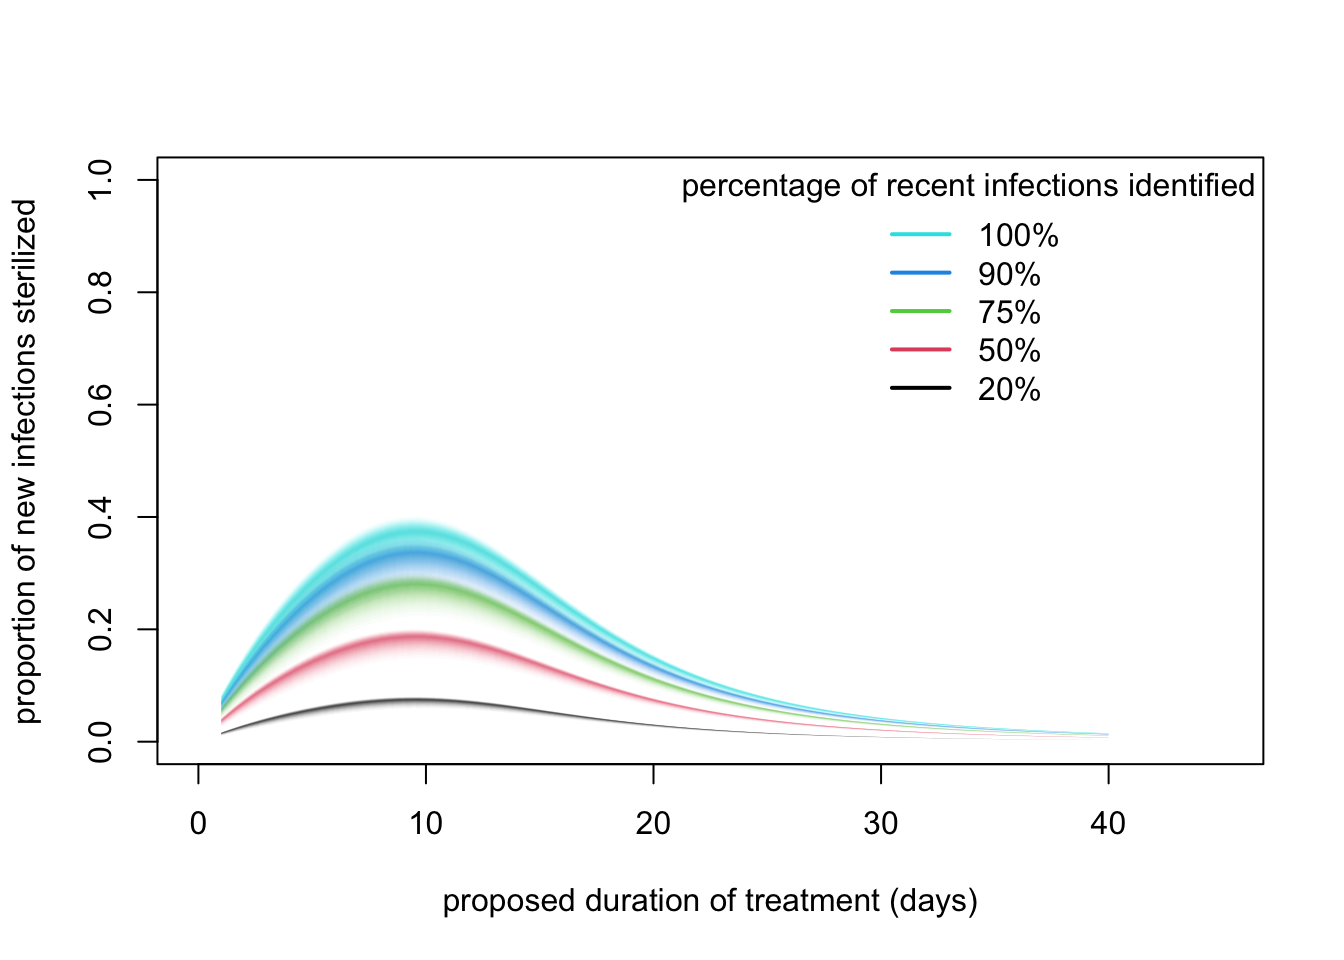 percentage of recent infections identified
100%
90%
75%
50%
20%
proportion of new infections sterilized
1.0
0.8
0.6
0.4
0.2
0.0
0 10 20 30 40
proposed duration of treatment (days)